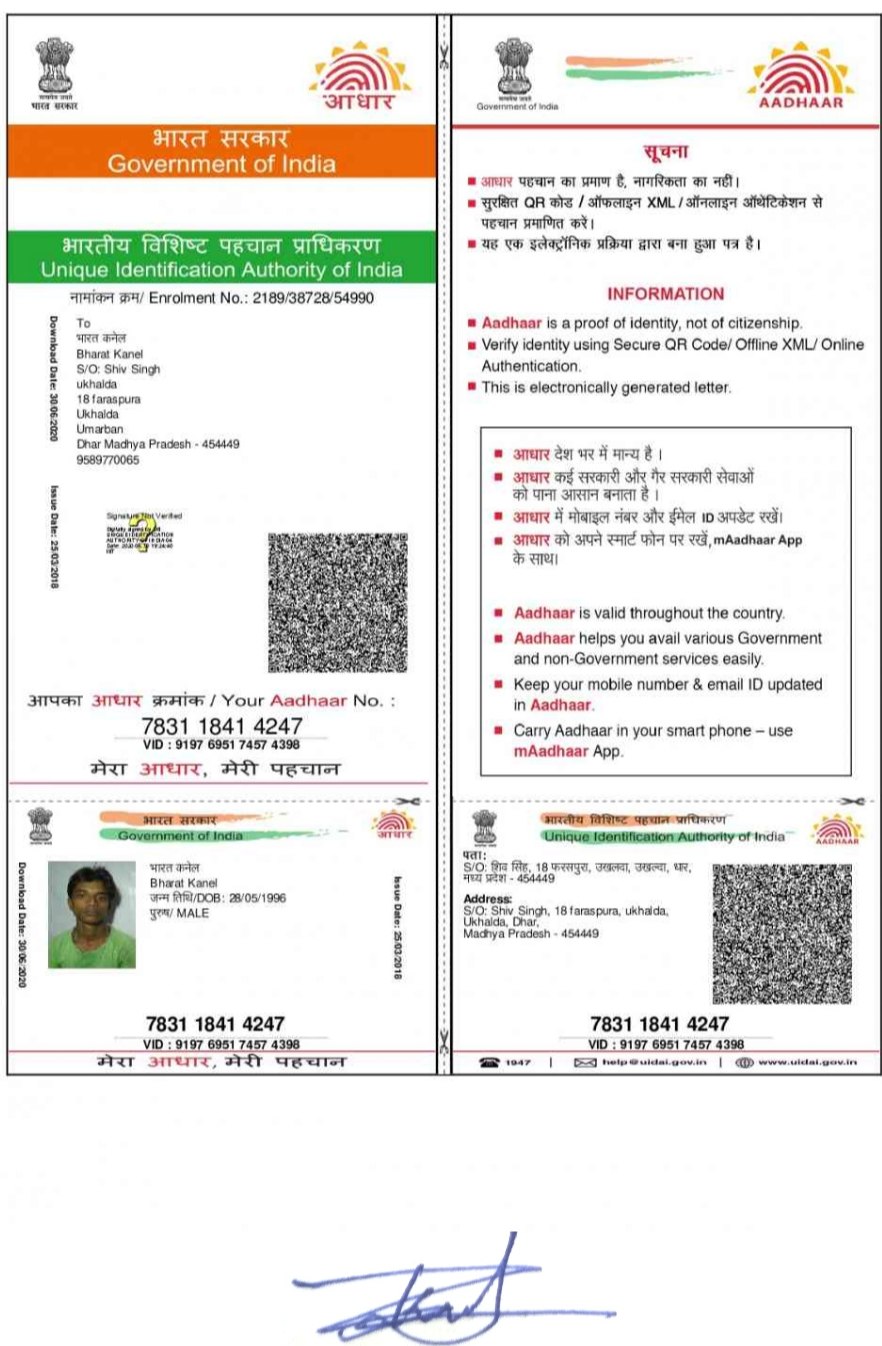 सत्यमेव जयते
भारत सरकार
आधार
भारत सरकार
Government of India
भारतीय विशिष्ट पहचान प्राधिकरण
Unique Identification Authority of India
नामांकन क्रम/ Enrolment No.: 2189/38728/54990
Download Date: 30/06/2020
Issue Date: 25/03/2018
To
भारत कनेल
Bharat Kanel
S/O: Shiv Singh
ukhalda
18 faraspura
Ukhalda
Umarban
Dhar Madhya Pradesh - 454449
9589770065
Signature Not Verified
आपका आधार क्रमांक / Your Aadhaar No. :
7831 1841 4247
VID : 9197 6951 7457 4398
मेरा आधार, मेरी पहचान
Government of India
AADHAAR
सूचना
■ आधार पहचान का प्रमाण है, नागरिकता का नहीं।
■ सुरक्षित QR कोड / ऑफलाइन XML / ऑनलाइन ऑथेंटिकेशन से
पहचान प्रमाणित करें।
■ यह एक इलेक्ट्रॉनिक प्रक्रिया द्वारा बना हुआ पत्र है।
INFORMATION
■ Aadhaar is a proof of identity, not of citizenship.
■ Verify identity using Secure QR Code/ Offline XML/ Online
Authentication.
■ This is electronically generated letter.
■ आधार देश भर में मान्य है ।
■ आधार कई सरकारी और गैर सरकारी सेवाओं
को पाना आसान बनाता है ।
■ आधार में मोबाइल नंबर और ईमेल ID अपडेट रखें।
■ आधार को अपने स्मार्ट फोन पर रखें, mAadhaar App
के साथ।
■ Aadhaar is valid throughout the country.
■ Aadhaar helps you avail various Government
and non-Government services easily.
■ Keep your mobile number & email ID updated
in Aadhaar.
■ Carry Aadhaar in your smart phone – use
mAadhaar App.
भारत सरकार
Government of India
आधार
Download Date: 30/06/2020
भारत कनेल
Bharat Kanel
जन्म तिथि/DOB: 28/05/1996
पुरुष/ MALE
Issue Date: 25/03/2018
7831 1841 4247
VID : 9197 6951 7457 4398
मेरा आधार, मेरी पहचान
भारतीय विशिष्ट पहचान प्राधिकरण
Unique Identification Authority of India
AADHAAR
पता:
S/O: शिव सिंह, 18 फरसपुरा, उखलदा, उखल्दा, धार,
मध्य प्रदेश - 454449
Address:
S/O: Shiv Singh, 18 faraspura, ukhalda,
Ukhalda, Dhar,
Madhya Pradesh - 454449
7831 1841 4247
VID : 9197 6951 7457 4398
1947 | help@uidai.gov.in | www.uidai.gov.in